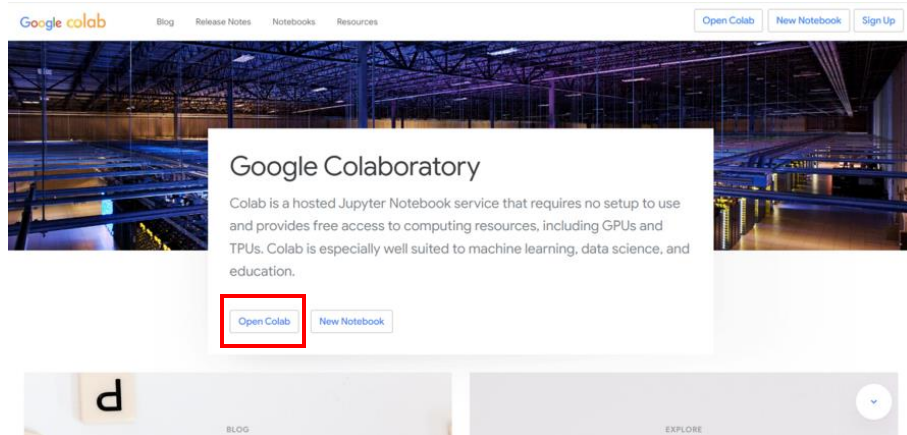 Google colab
Blog Release Notes Notebooks Resources
Open Colab New Notebook Sign Up
Google Colaboratory
Colab is a hosted Jupyter Notebook service that requires no setup to use
and provides free access to computing resources, including GPUs and
TPUs. Colab is especially well suited to machine learning, data science, and
education.
Open Colab New Notebook
d
BLOG EXPLORE